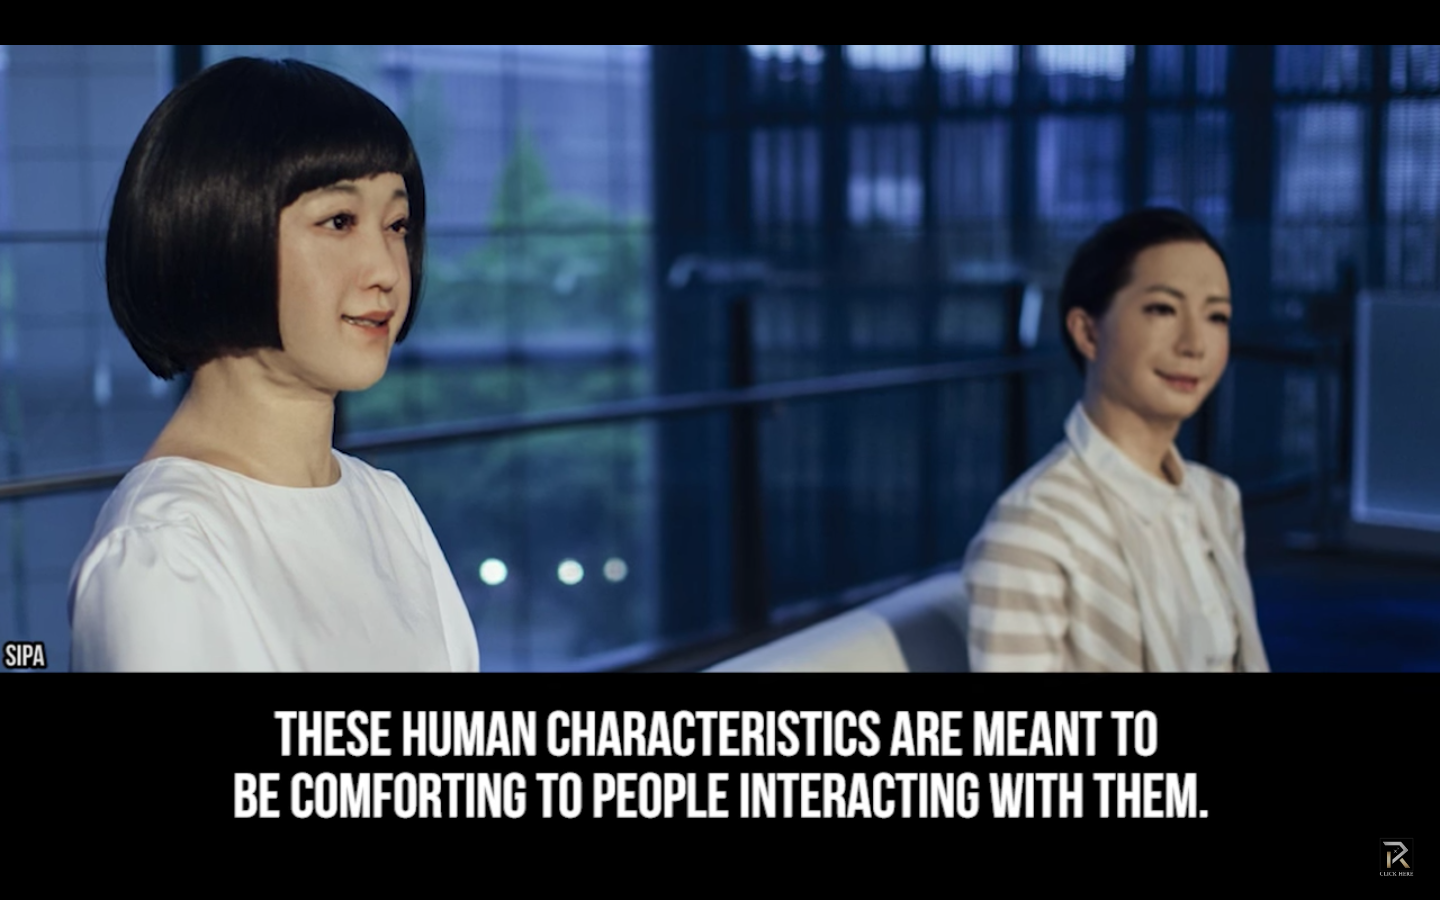 SIPA
THESE HUMAN CHARACTERISTICS ARE MEANT TO
BE COMFORTING TO PEOPLE INTERACTING WITH THEM.
CLICK HERE